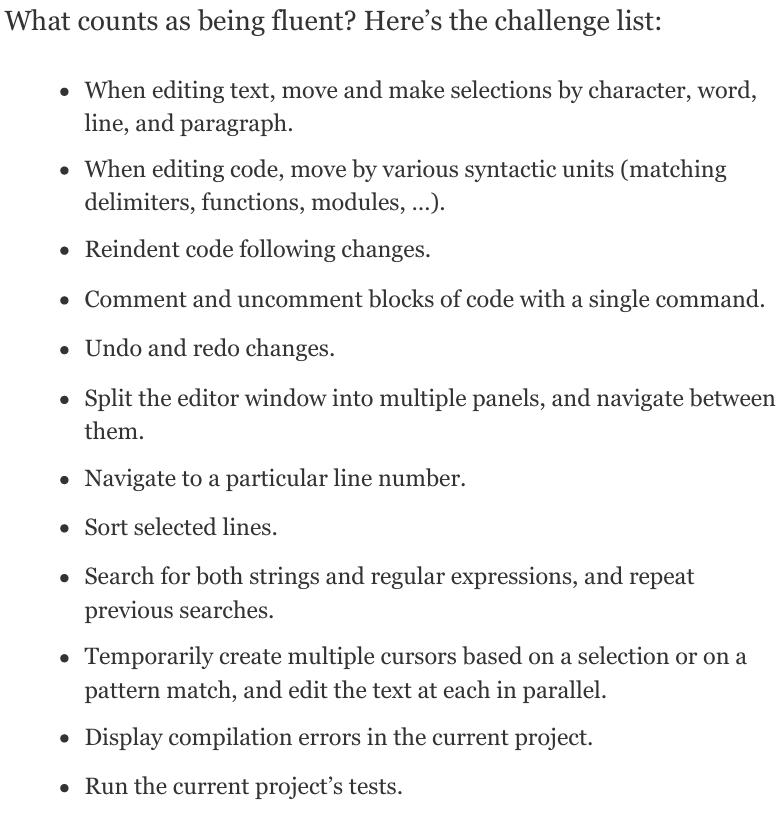 What counts as being fluent? Here’s the challenge list:
• When editing text, move and make selections by character, word,
line, and paragraph.
• When editing code, move by various syntactic units (matching
delimiters, functions, modules, …).
• Reindent code following changes.
• Comment and uncomment blocks of code with a single command.
• Undo and redo changes.
• Split the editor window into multiple panels, and navigate between
them.
• Navigate to a particular line number.
• Sort selected lines.
• Search for both strings and regular expressions, and repeat
previous searches.
• Temporarily create multiple cursors based on a selection or on a
pattern match, and edit the text at each in parallel.
• Display compilation errors in the current project.
• Run the current project’s tests.